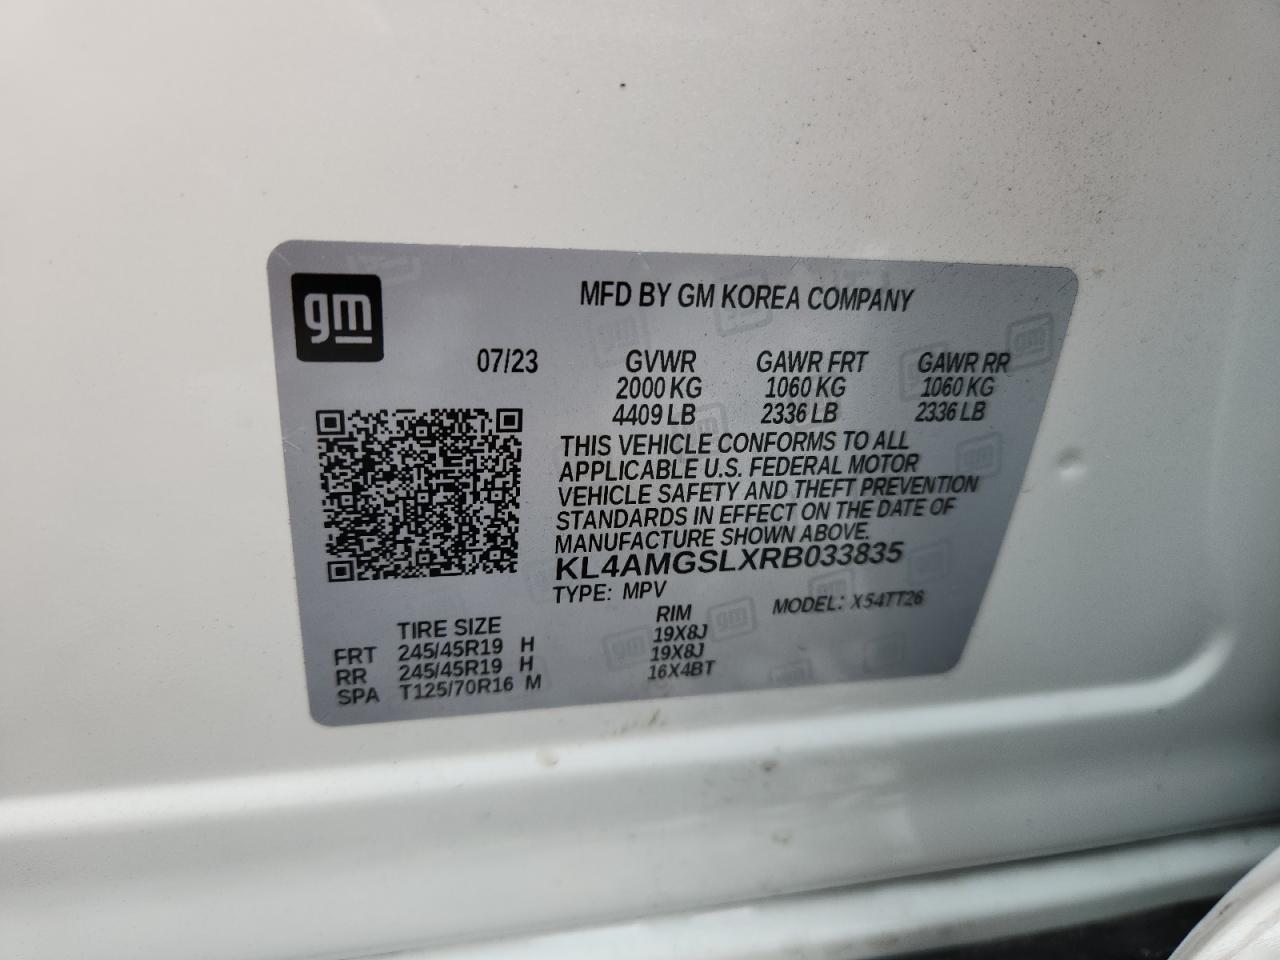 gm
MFD BY GM KOREA COMPANY
07/23 GVWR GAWR FRT GAWR RR
2000 KG 1060 KG 1060 KG
4409 LB 2336 LB 2336 LB
THIS VEHICLE CONFORMS TO ALL
APPLICABLE U.S. FEDERAL MOTOR
VEHICLE SAFETY AND THEFT PREVENTION
STANDARDS IN EFFECT ON THE DATE OF
MANUFACTURE SHOWN ABOVE.
KL4AMGSLXRB033835
TYPE: MPV MODEL: X54TT26
TIRE SIZE RIM
FRT 245/45R19 H 19X8J
RR 245/45R19 H 19X8J
SPA T125/70R16 M 16X4BT